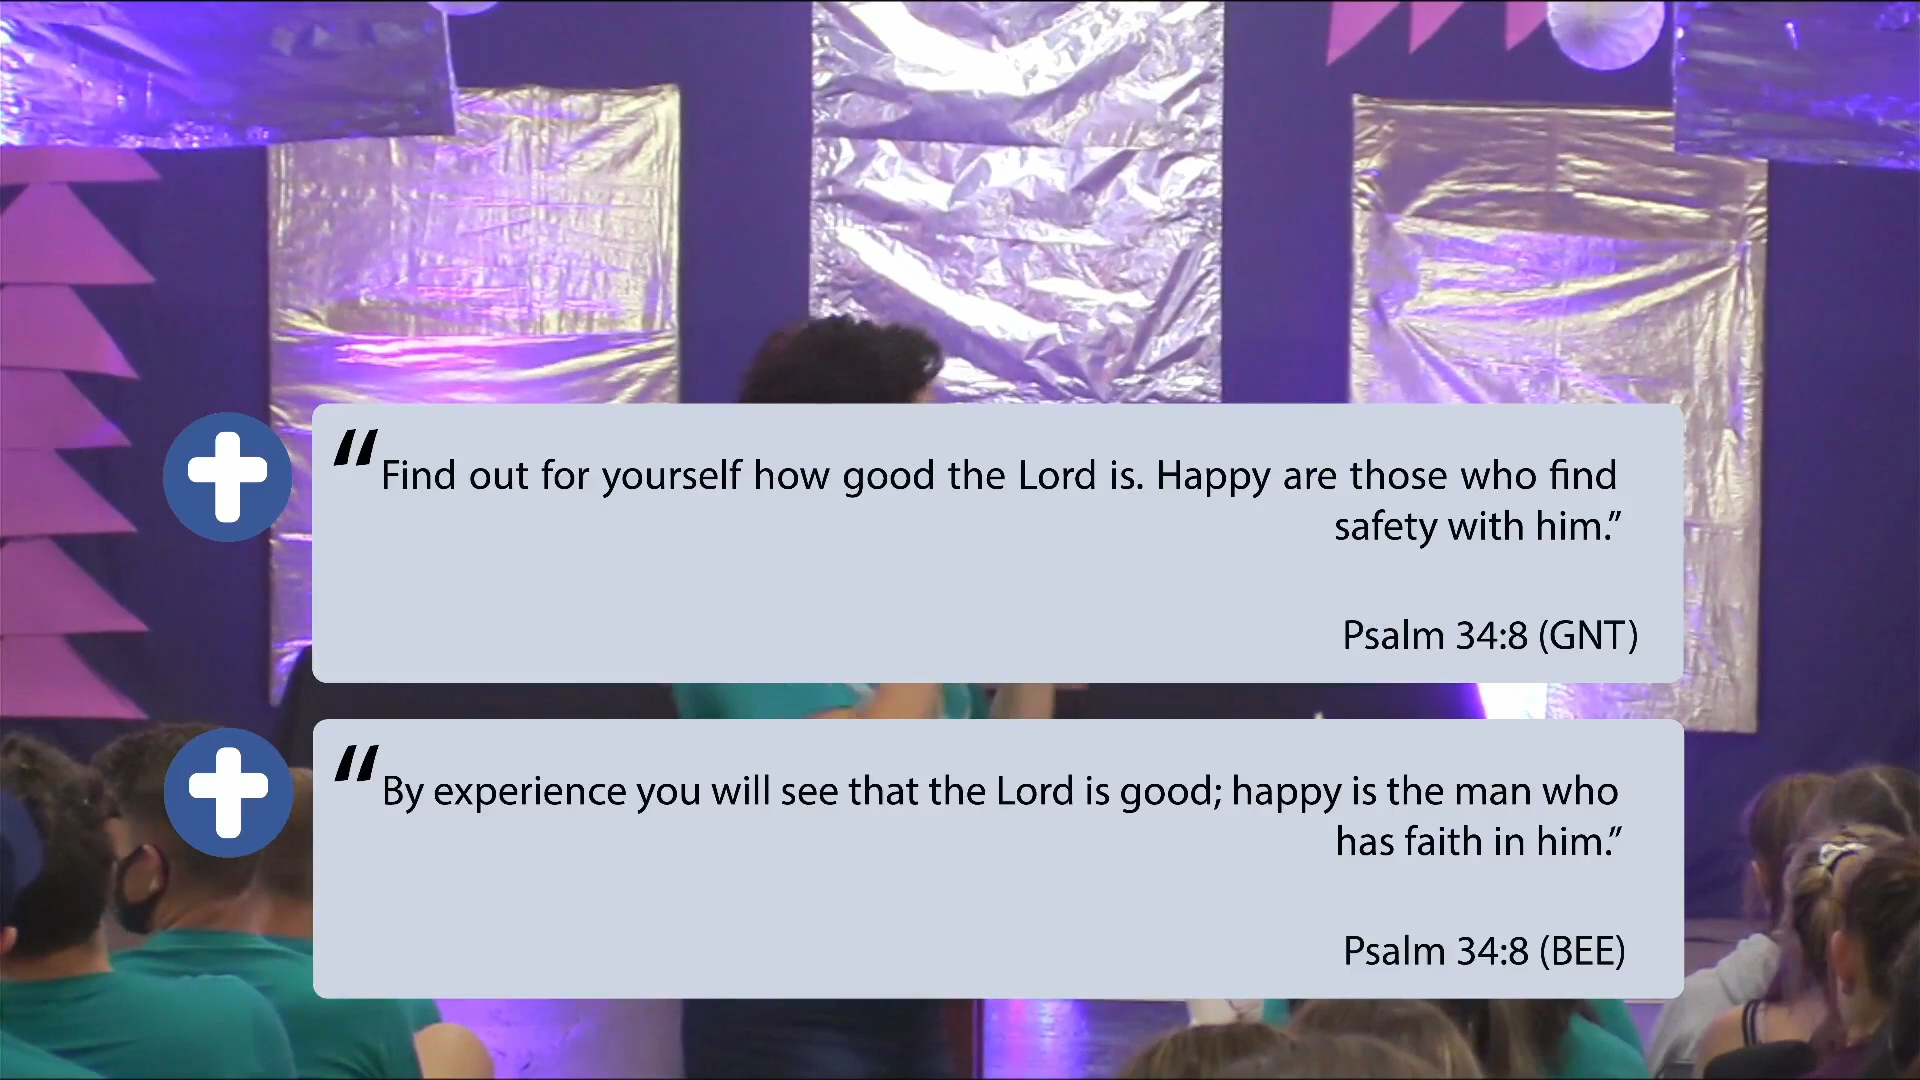 “Find out for yourself how good the Lord is. Happy are those who find
safety with him.”
Psalm 34:8 (GNT)
“By experience you will see that the Lord is good; happy is the man who
has faith in him.”
Psalm 34:8 (BEE)